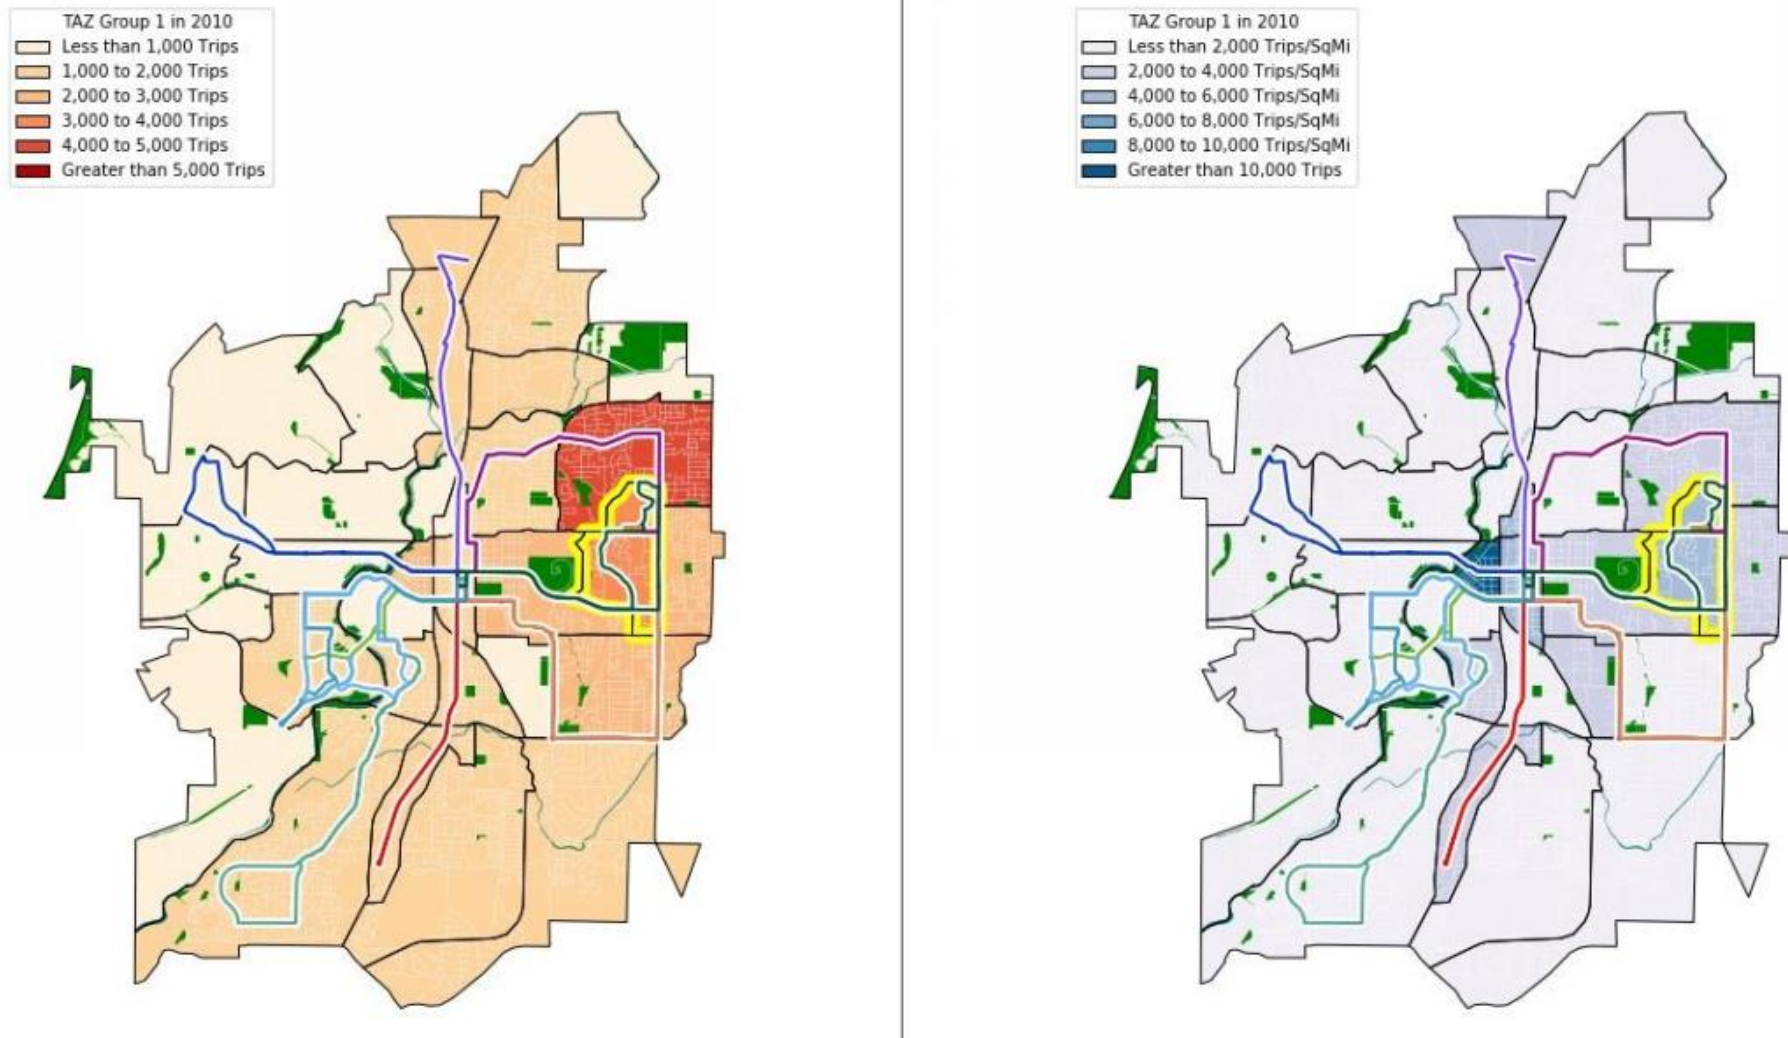 TAZ Group 1 in 2010
Less than 1,000 Trips
1,000 to 2,000 Trips
2,000 to 3,000 Trips
3,000 to 4,000 Trips
4,000 to 5,000 Trips
Greater than 5,000 Trips
TAZ Group 1 in 2010
Less than 2,000 Trips/SqMi
2,000 to 4,000 Trips/SqMi
4,000 to 6,000 Trips/SqMi
6,000 to 8,000 Trips/SqMi
8,000 to 10,000 Trips/SqMi
Greater than 10,000 Trips